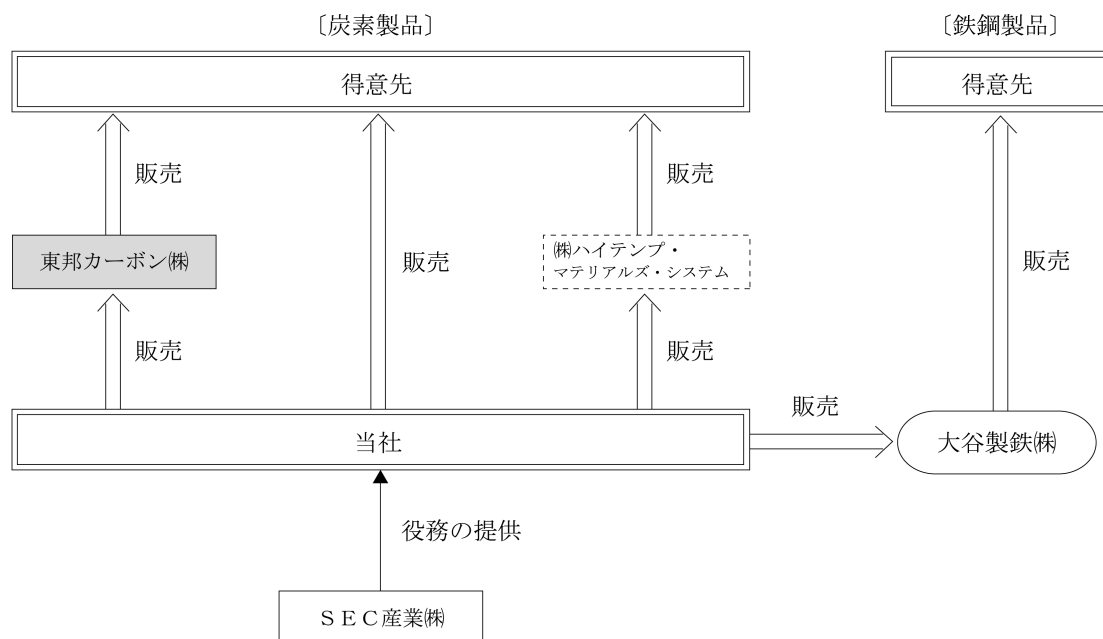 〔炭素製品〕
〔鉄鋼製品〕
得意先
得意先
販売
販売
東邦カーボン㈱
販売
㈱ハイテンプ・
マテリアルズ・システム
販売
販売
販売
販売
当社
大谷製鉄㈱
役務の提供
ＳＥＣ産業㈱